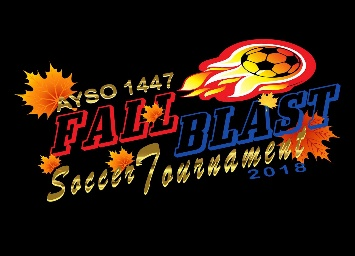 AYSO 1447
FALL BLAST
Soccer Tournament
2018